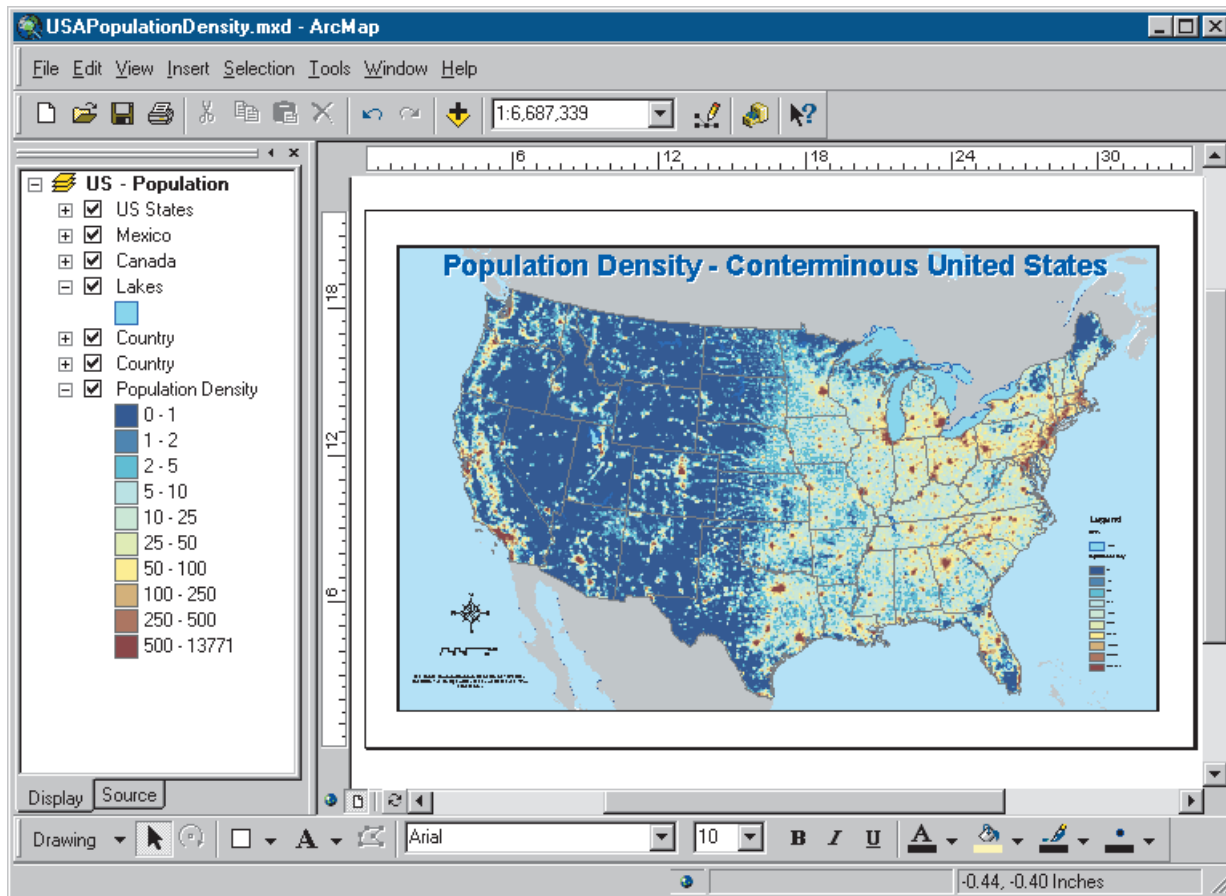 USAPopulationDensity.mxd - ArcMap
File Edit View Insert Selection Tools Window Help
1:6,687,339
US - Population
US States
Mexico
Canada
Lakes
Country
Country
Population Density
0 - 1
1 - 2
2 - 5
5 - 10
10 - 25
25 - 50
50 - 100
100 - 250
250 - 500
500 - 13771
Display Source
6 12 18 24 30
18
12
6
Population Density - Conterminous United States
Legend
Drawing A Arial 10 B I U A
-0.44, -0.40 Inches